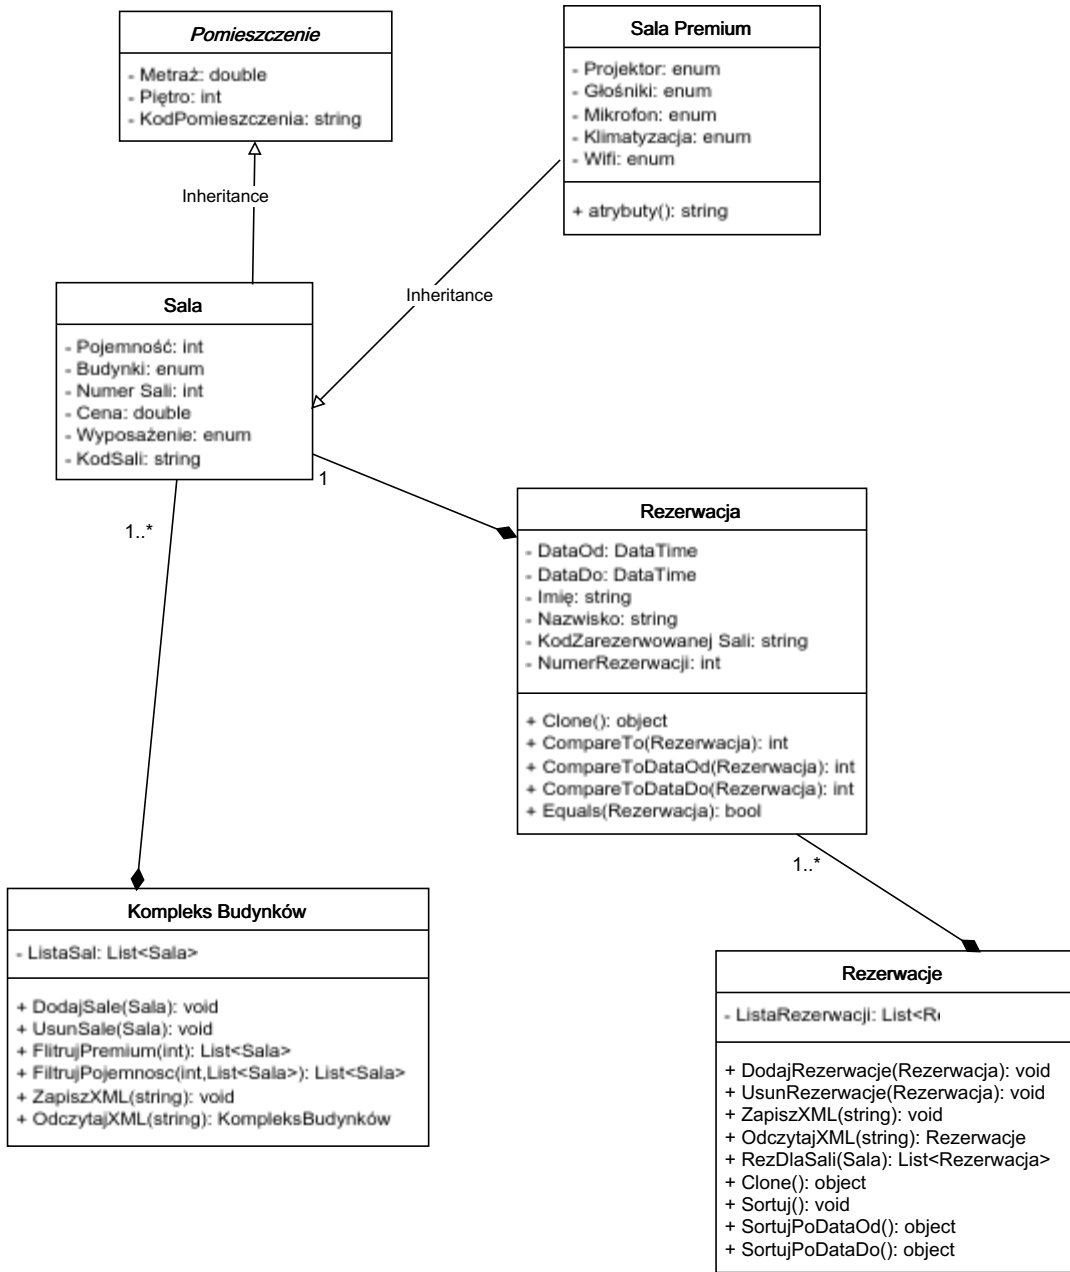 Pomieszczenie
- Metraż: double
- Piętro: int
- KodPomieszczenia: string
Sala Premium
- Projektor: enum
- Głośniki: enum
- Mikrofon: enum
- Klimatyzacja: enum
- Wifi: enum
+ atrybuty(): string
Inheritance
Inheritance
Sala
- Pojemność: int
- Budynki: enum
- Numer Sali: int
- Cena: double
- Wyposażenie: enum
- KodSali: string
1
1..*
Rezerwacja
- DataOd: DataTime
- DataDo: DataTime
- Imię: string
- Nazwisko: string
- KodZarezerwowanej Sali: string
- NumerRezerwacji: int
+ Clone(): object
+ CompareTo(Rezerwacja): int
+ CompareToDataOd(Rezerwacja): int
+ CompareToDataDo(Rezerwacja): int
+ Equals(Rezerwacja): bool
1..*
Kompleks Budynków
- ListaSal: List<Sala>
+ DodajSale(Sala): void
+ UsunSale(Sala): void
+ FlitrujPremium(int): List<Sala>
+ FiltrujPojemnosc(int,List<Sala>): List<Sala>
+ ZapiszXML(string): void
+ OdczytajXML(string): KompleksBudynków
Rezerwacje
- ListaRezerwacji: List<R
+ DodajRezerwacje(Rezerwacja): void
+ UsunRezerwacje(Rezerwacja): void
+ ZapiszXML(string): void
+ OdczytajXML(string): Rezerwacje
+ RezDlaSali(Sala): List<Rezerwacja>
+ Clone(): object
+ Sortuj(): void
+ SortujPoDataOd(): object
+ SortujPoDataDo(): object